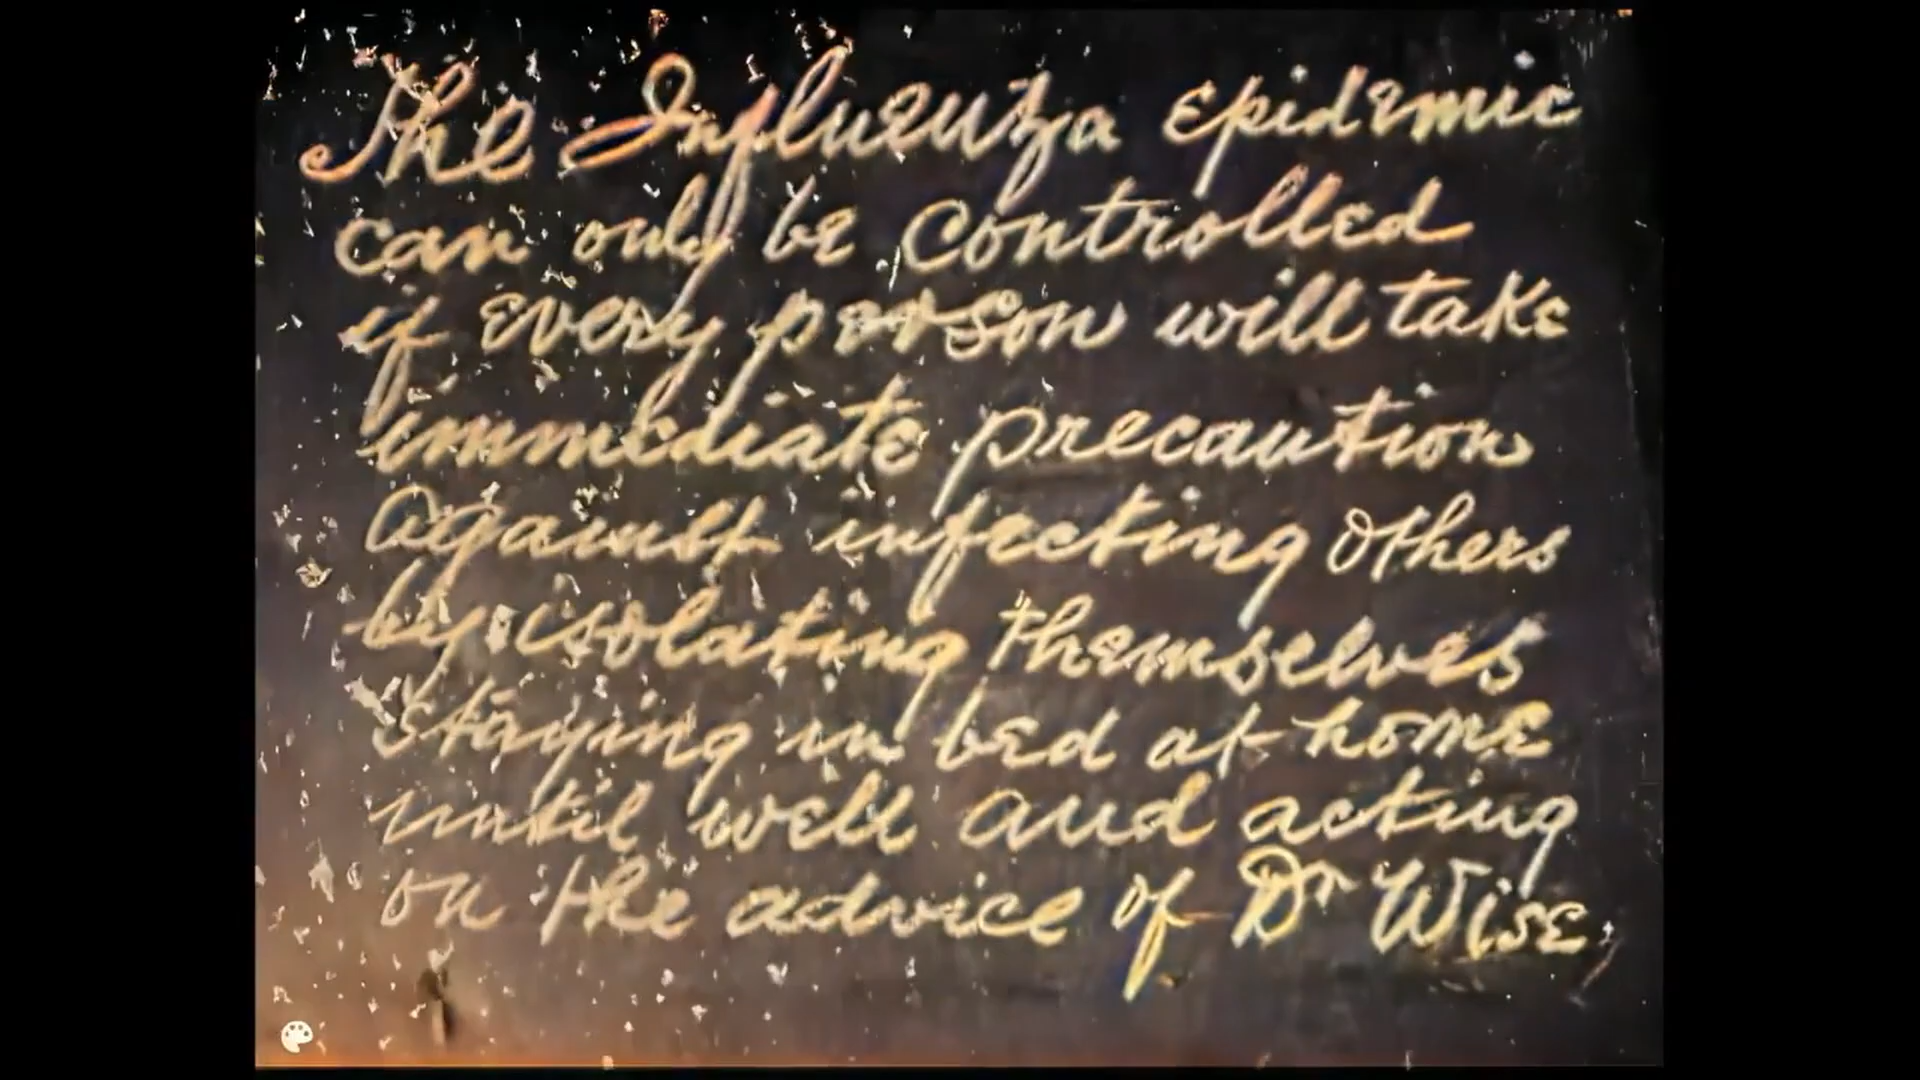 The Influenza epidemic
can only be controlled
if every person will take
immediate precaution
against infecting others
by isolating themselves
staying in bed at home
until well and acting
on the advice of Dr Wise.